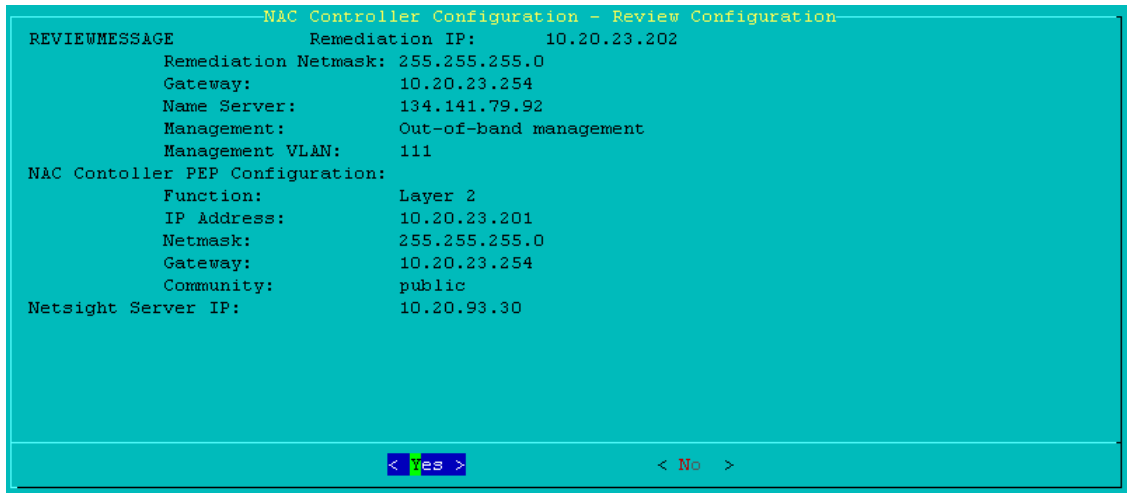 NAC Controller Configuration - Review Configuration
REVIEWMESSAGE Remediation IP: 10.20.23.202
Remediation Netmask: 255.255.255.0
Gateway: 10.20.23.254
Name Server: 134.141.79.92
Management: Out-of-band management
Management VLAN: 111
NAC Contoller PEP Configuration:
Function: Layer 2
IP Address: 10.20.23.201
Netmask: 255.255.255.0
Gateway: 10.20.23.254
Community: public
Netsight Server IP: 10.20.93.30
< Yes > < No >